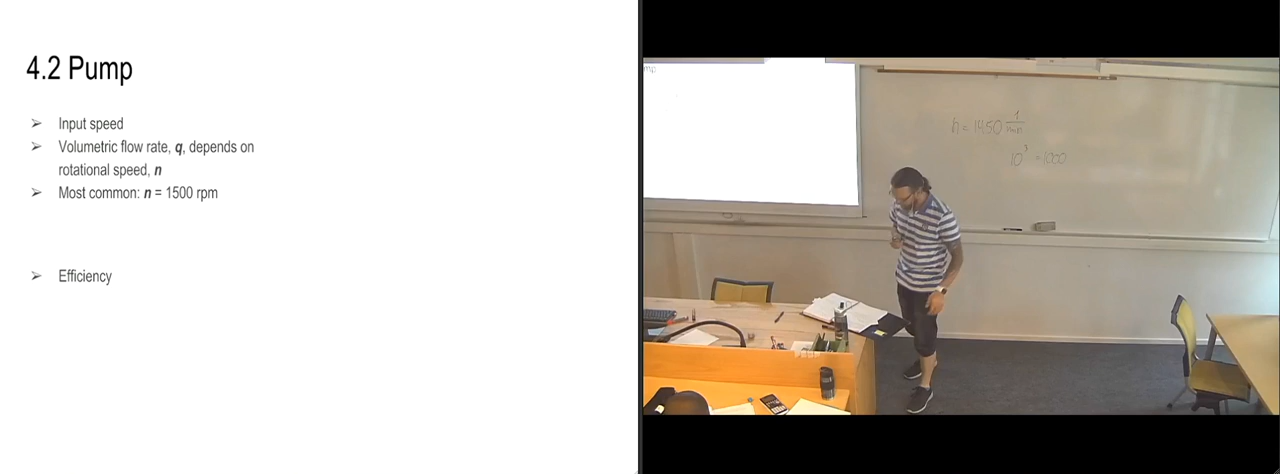 4.2 Pump
➢ Input speed
➢ Volumetric flow rate, q, depends on
rotational speed, n
➢ Most common: n = 1500 rpm
➢ Efficiency
mp
n = 1450 1/min
10³ = 1000